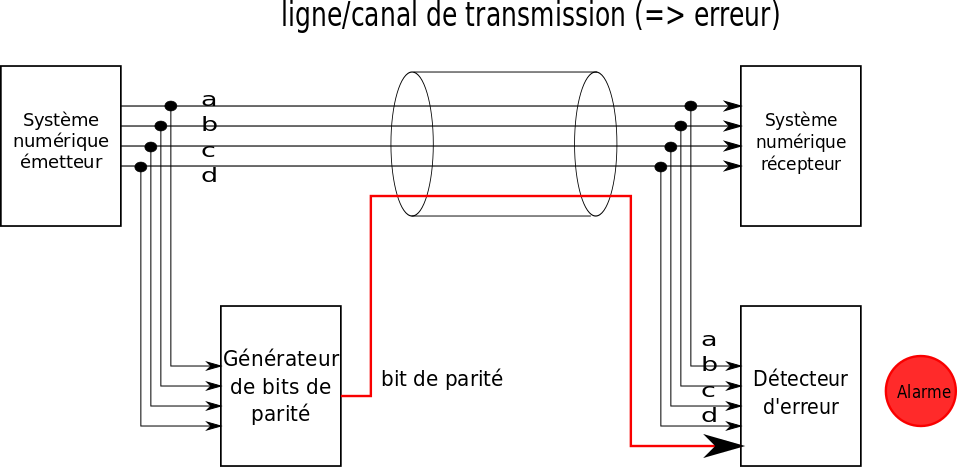 ligne/canal de transmission (=> erreur)
a
b
c
d
Système
numérique
émetteur
Système
numérique
récepteur
Générateur
de bits de
parité
bit de parité
a
b
c
d
Détecteur
d'erreur
Alarme